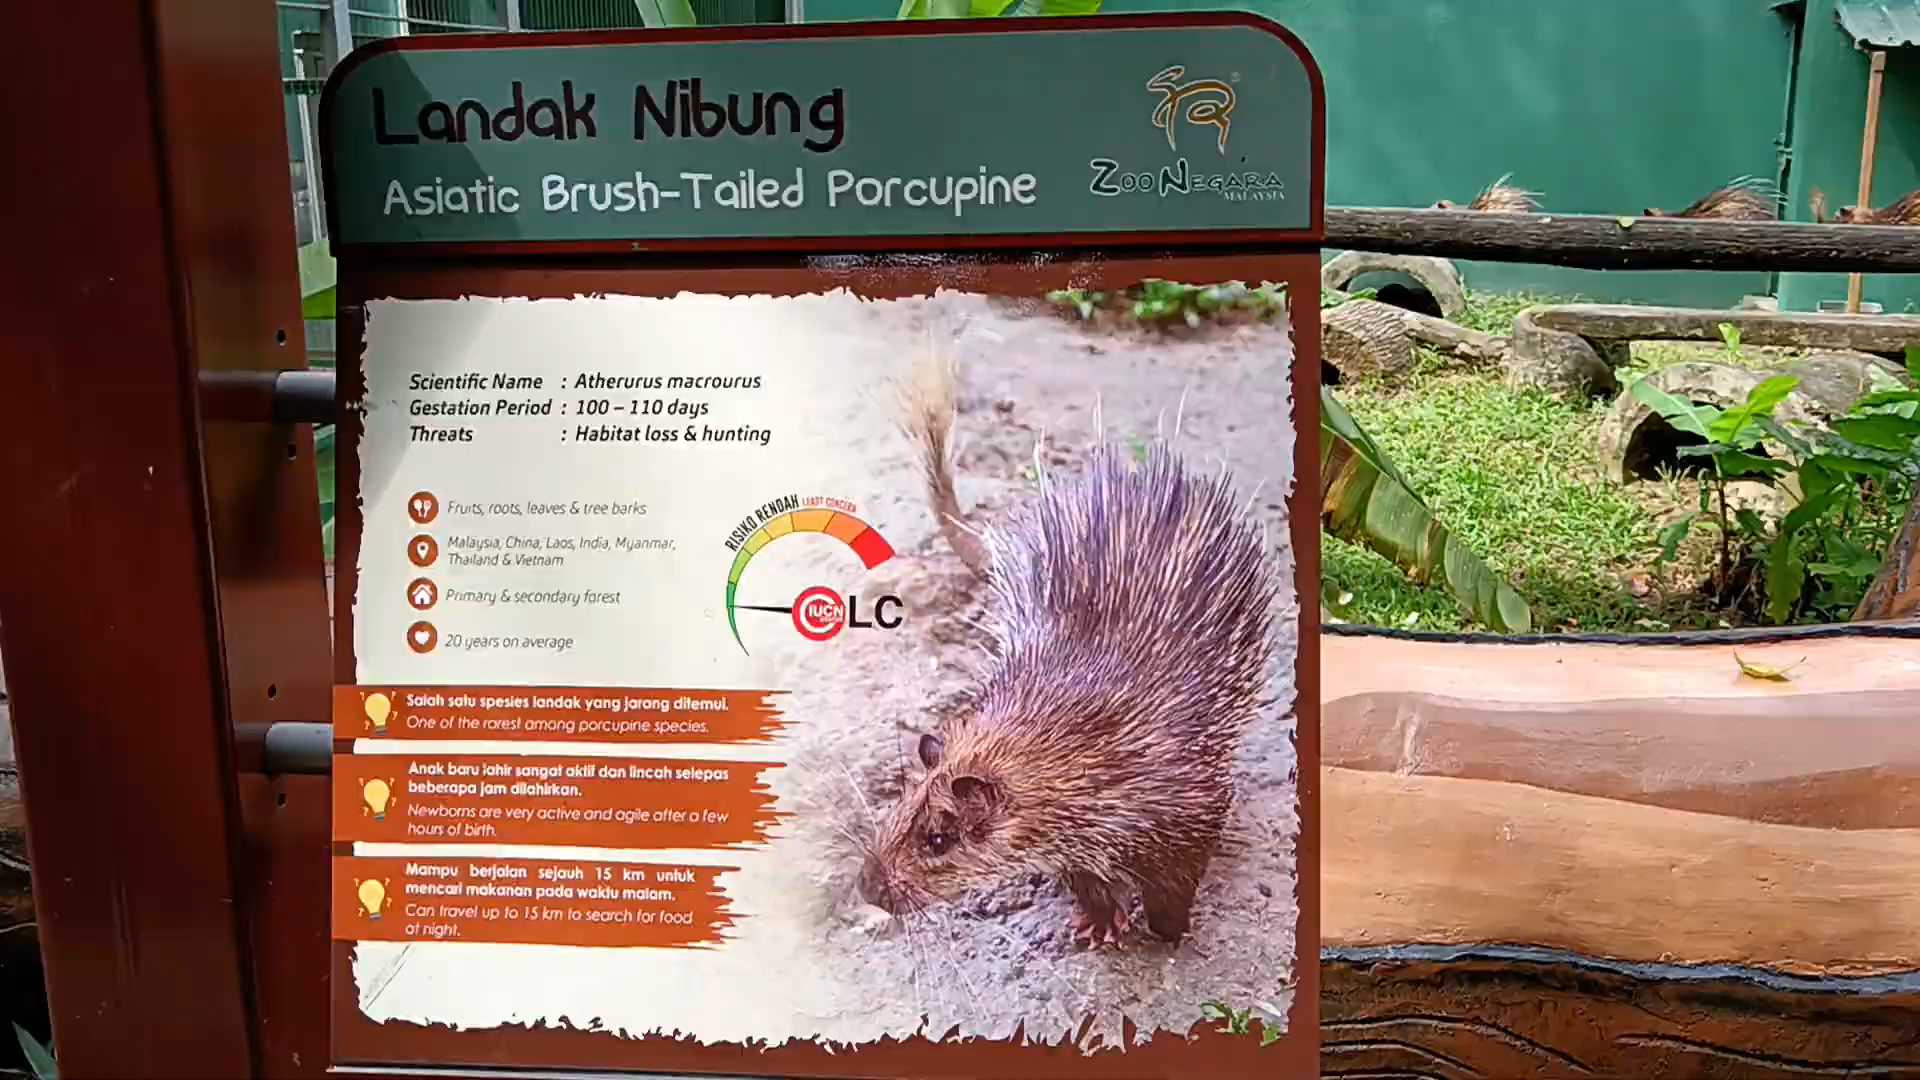 Landak Nibung
Asiatic Brush-Tailed Porcupine
ZOO NEGARA
MALAYSIA
Scientific Name : Atherurus macrourus
Gestation Period : 100 – 110 days
Threats : Habitat loss & hunting
Fruits, roots, leaves & tree barks
Malaysia, China, Laos, India, Myanmar,
Thailand & Vietnam
Primary & secondary forest
20 years on average
RISIKO RENDAH LEAST CONCERN
IUCN
LC
Salah satu spesies landak yang jarang ditemui.
One of the rarest among porcupine species.
Anak baru lahir sangat aktif dan lincah selepas
beberapa jam dilahirkan.
Newborns are very active and agile after a few
hours of birth.
Mampu berjalan sejauh 15 km untuk
mencari makanan pada waktu malam.
Can travel up to 15 km to search for food
at night.